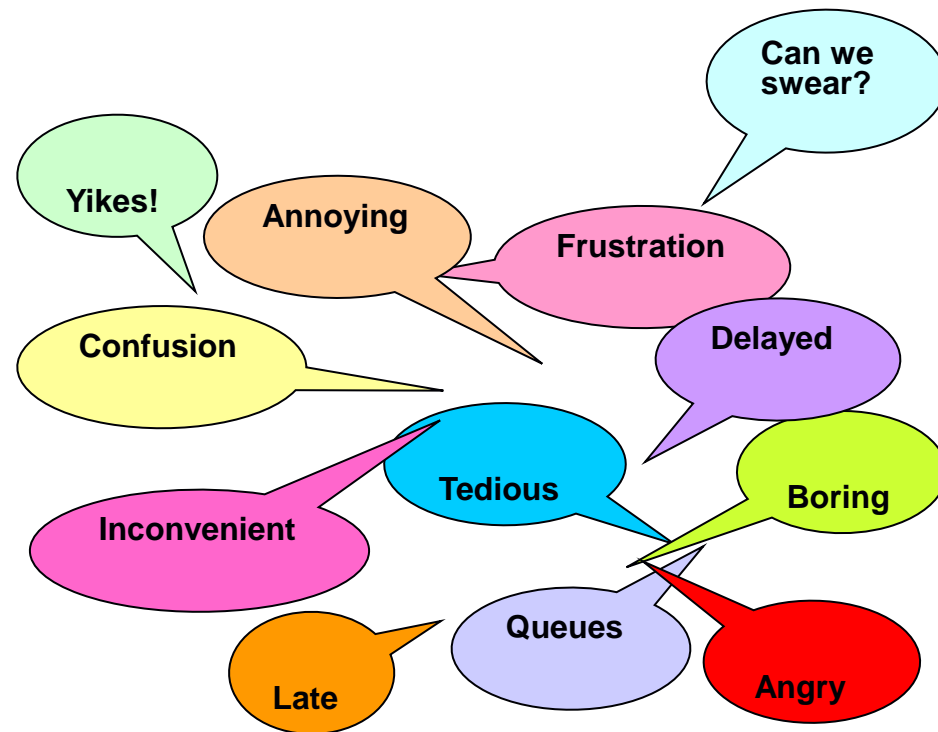 Can we
swear?
Yikes!
Annoying
Frustration
Confusion
Delayed
Tedious
Boring
Inconvenient
Queues
Late
Angry